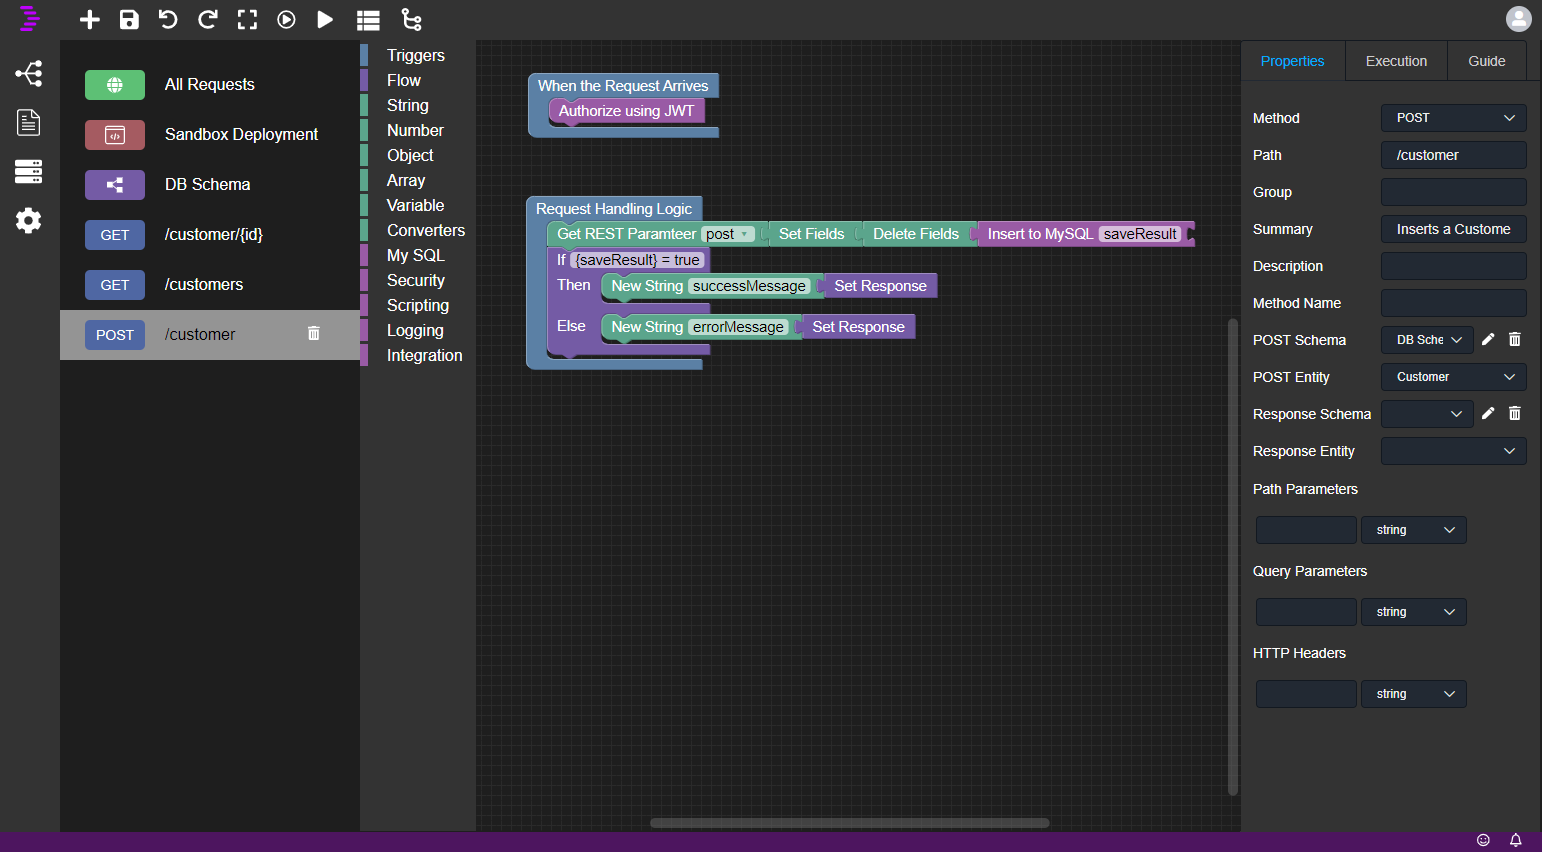 All Requests
Sandbox Deployment
DB Schema
GET /customer/{id}
GET /customers
POST /customer
Triggers
Flow
String
Number
Object
Array
Variable
Converters
My SQL
Security
Scripting
Logging
Integration
When the Request Arrives
Authorize using JWT
Request Handling Logic
Get REST Paramteer post Set Fields Delete Fields Insert to MySQL saveResult
If {saveResult} = true
Then New String successMessage Set Response
Else New String errorMessage Set Response
Properties Execution Guide
Method POST
Path /customer
Group
Summary Inserts a Custome
Description
Method Name
POST Schema DB Sche
POST Entity Customer
Response Schema
Response Entity
Path Parameters
string
Query Parameters
string
HTTP Headers
string